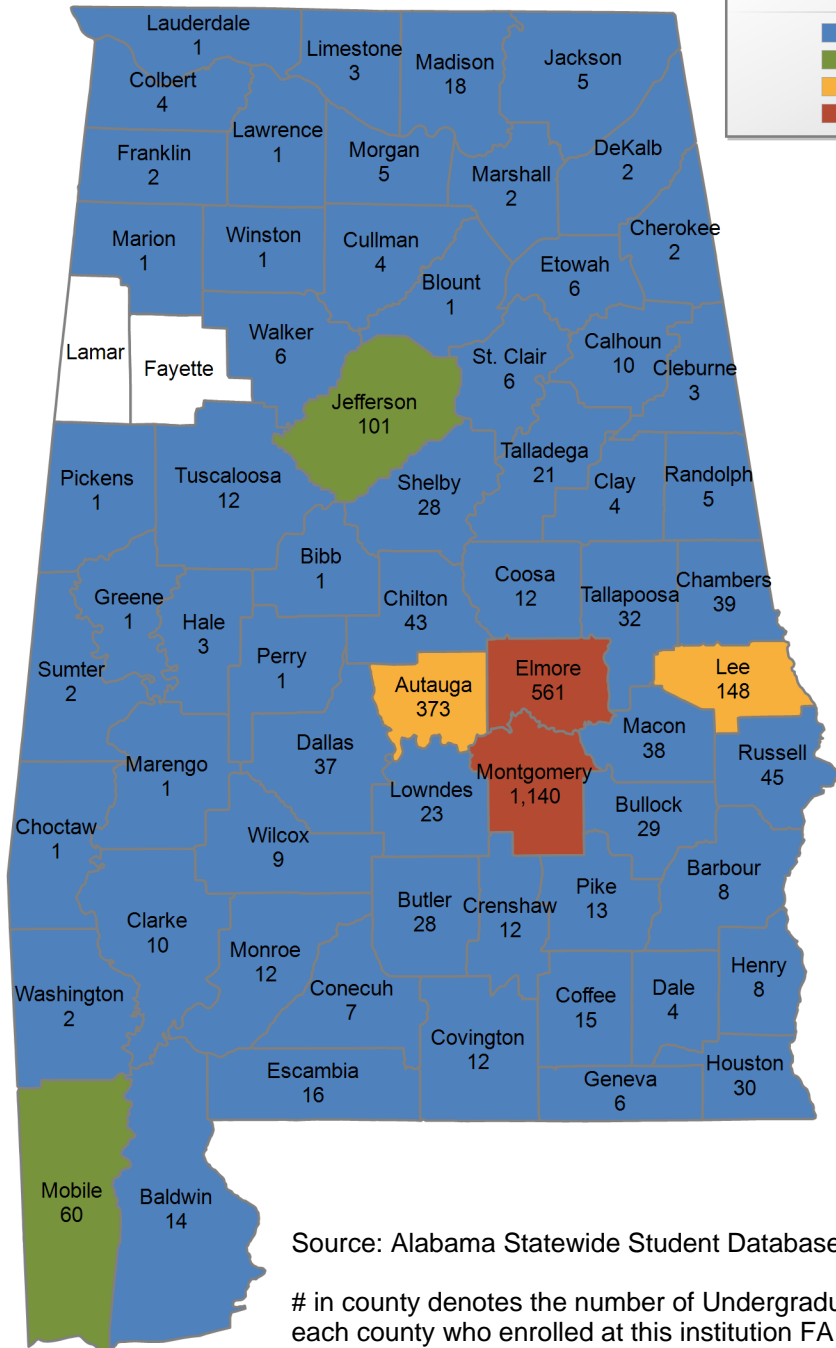 Lauderdale
1
Limestone
3
Madison
18
Jackson
5
Colbert
4
Lawrence
1
Franklin
2
Morgan
5
Marshall
2
DeKalb
2
Marion
1
Winston
1
Cullman
4
Cherokee
2
Etowah
6
Blount
1
Lamar
Fayette
Walker
6
St. Clair
6
Calhoun
10
Cleburne
3
Jefferson
101
Talladega
21
Pickens
1
Tuscaloosa
12
Shelby
28
Clay
4
Randolph
5
Bibb
1
Coosa
12
Tallapoosa
32
Chambers
39
Greene
1
Hale
3
Chilton
43
Perry
1
Sumter
2
Autauga
373
Elmore
561
Lee
148
Macon
38
Dallas
37
Russell
45
Marengo
1
Montgomery
1,140
Lowndes
23
Bullock
29
Choctaw
1
Wilcox
9
Barbour
8
Butler
28
Crenshaw
12
Pike
13
Clarke
10
Monroe
12
Henry
8
Washington
2
Conecuh
7
Coffee
15
Dale
4
Covington
12
Escambia
16
Geneva
6
Houston
30
Mobile
60
Baldwin
14
Source: Alabama Statewide Student Database
# in county denotes the number of Undergradu
each county who enrolled at this institution FA